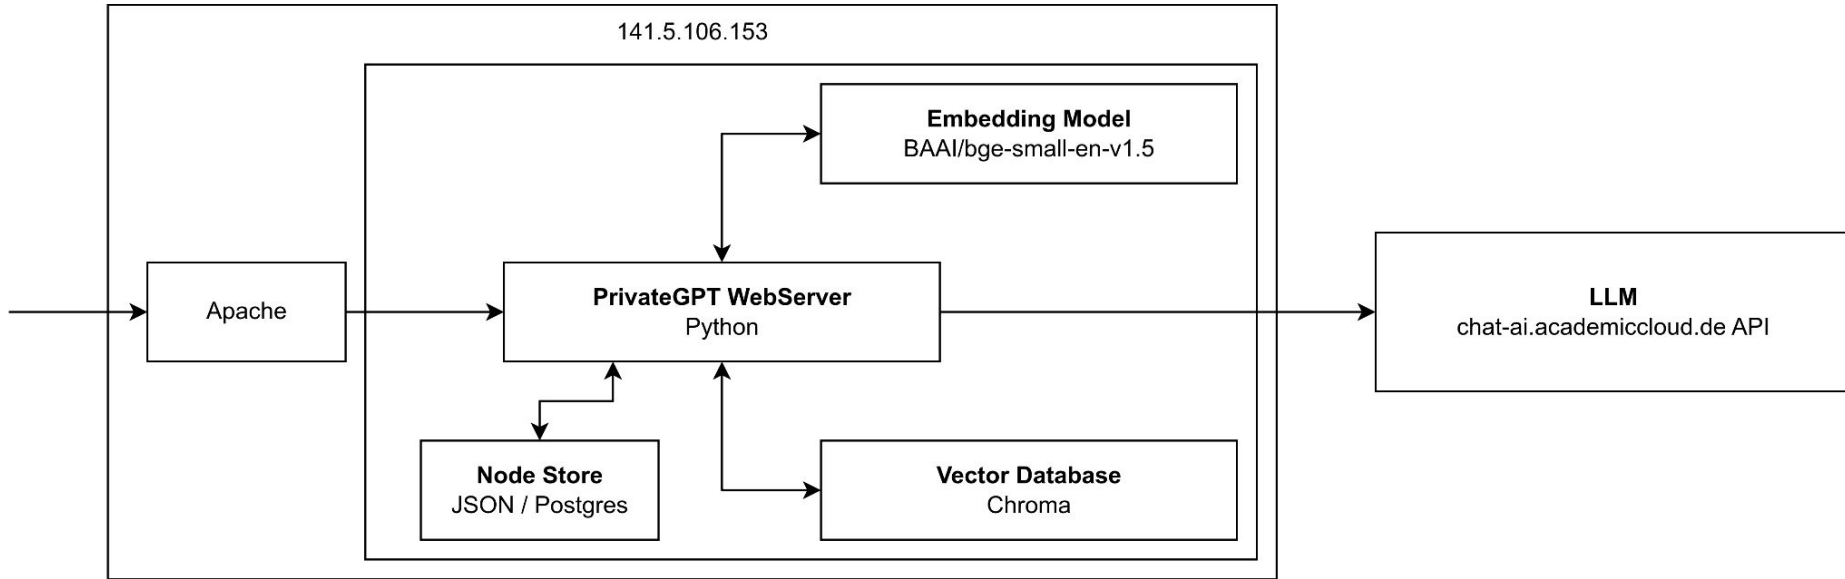 141.5.106.153
Embedding Model
BAAI/bge-small-en-v1.5
Apache
PrivateGPT WebServer
Python
LLM
chat-ai.academiccloud.de API
Node Store
JSON / Postgres
Vector Database
Chroma